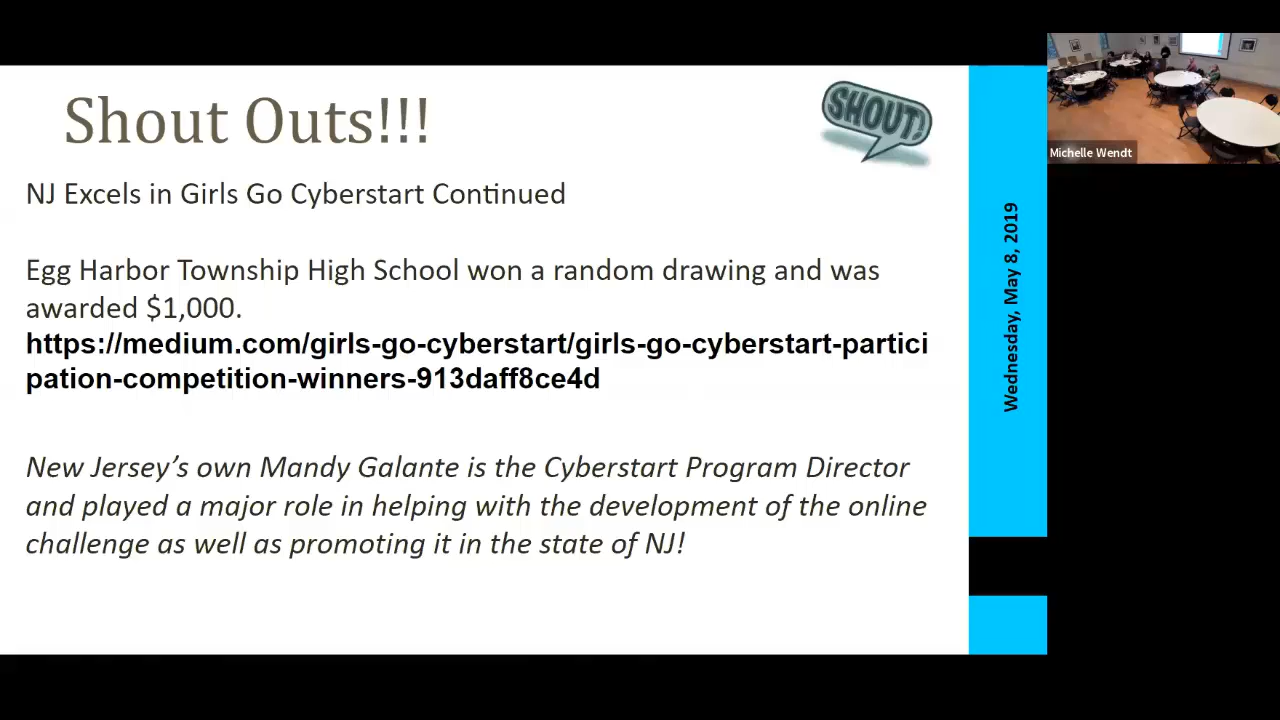 Shout Outs!!!
SHOUT!
NJ Excels in Girls Go Cyberstart Continued
Egg Harbor Township High School won a random drawing and was
awarded $1,000.
https://medium.com/girls-go-cyberstart/girls-go-cyberstart-partici
pation-competition-winners-913daff8ce4d
New Jersey’s own Mandy Galante is the Cyberstart Program Director
and played a major role in helping with the development of the online
challenge as well as promoting it in the state of NJ!
Wednesday, May 8, 2019
Michelle Wendt